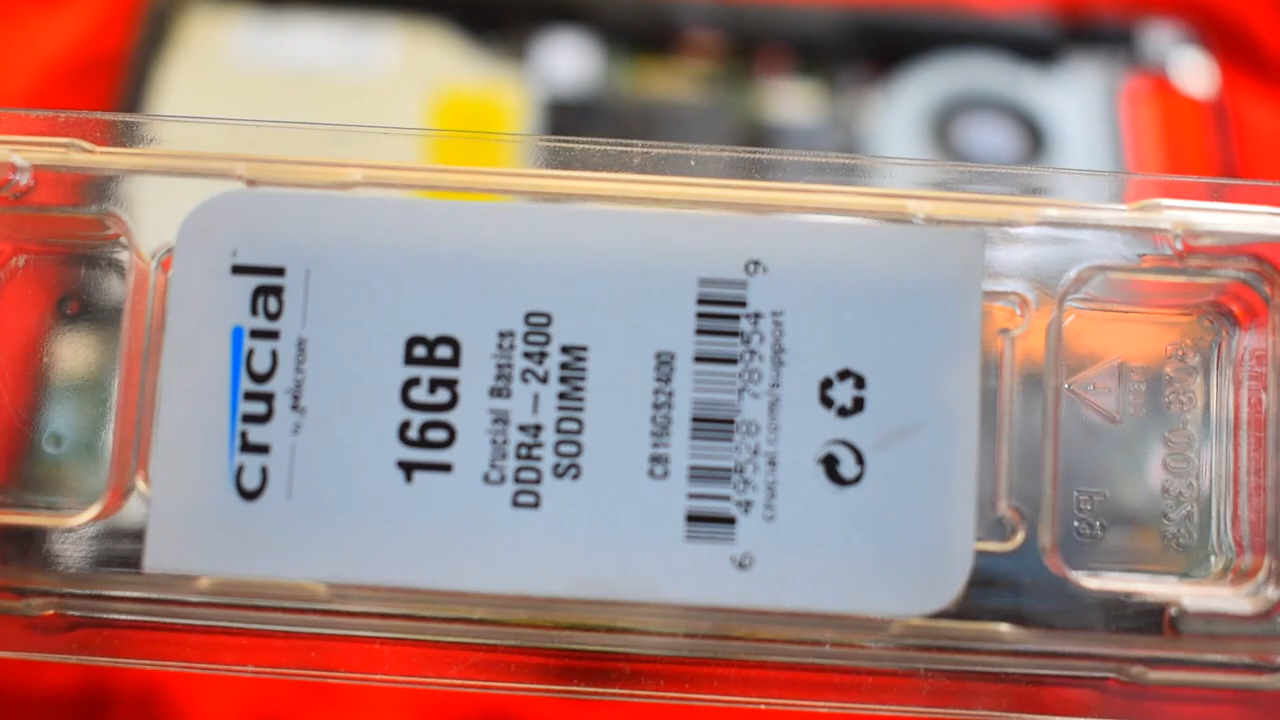 crucial
by Micron
16GB
Crucial Basics
DDR4-2400
SODIMM
CB16GS2400
6 49528 78954 9
crucial.com/support